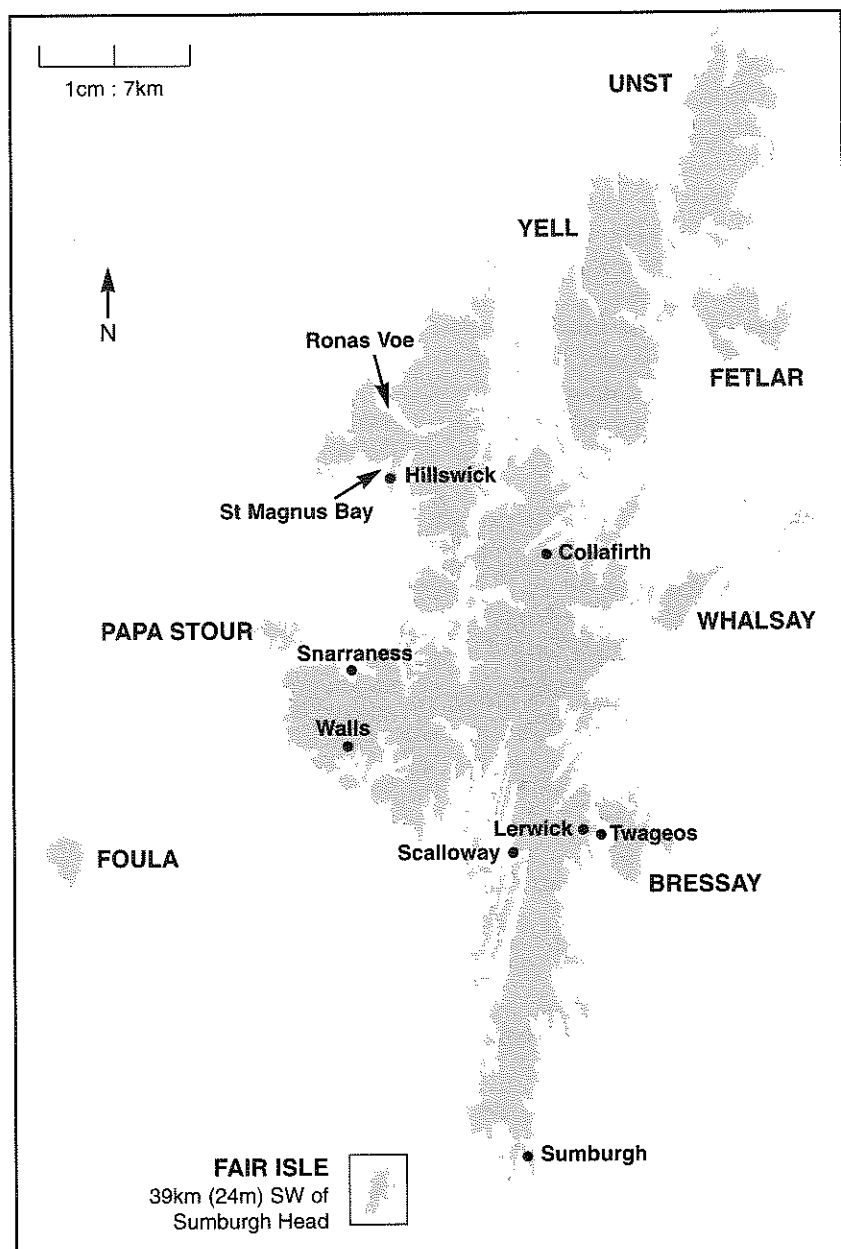 1cm : 7km
UNST
YELL
N
Ronas Voe
FETLAR
Hillswick
St Magnus Bay
Collafirth
WHALSAY
PAPA STOUR
Snarraness
Walls
Lerwick
Twageos
Scalloway
FOULA
BRESSAY
Sumburgh
FAIR ISLE
39km (24m) SW of
Sumburgh Head